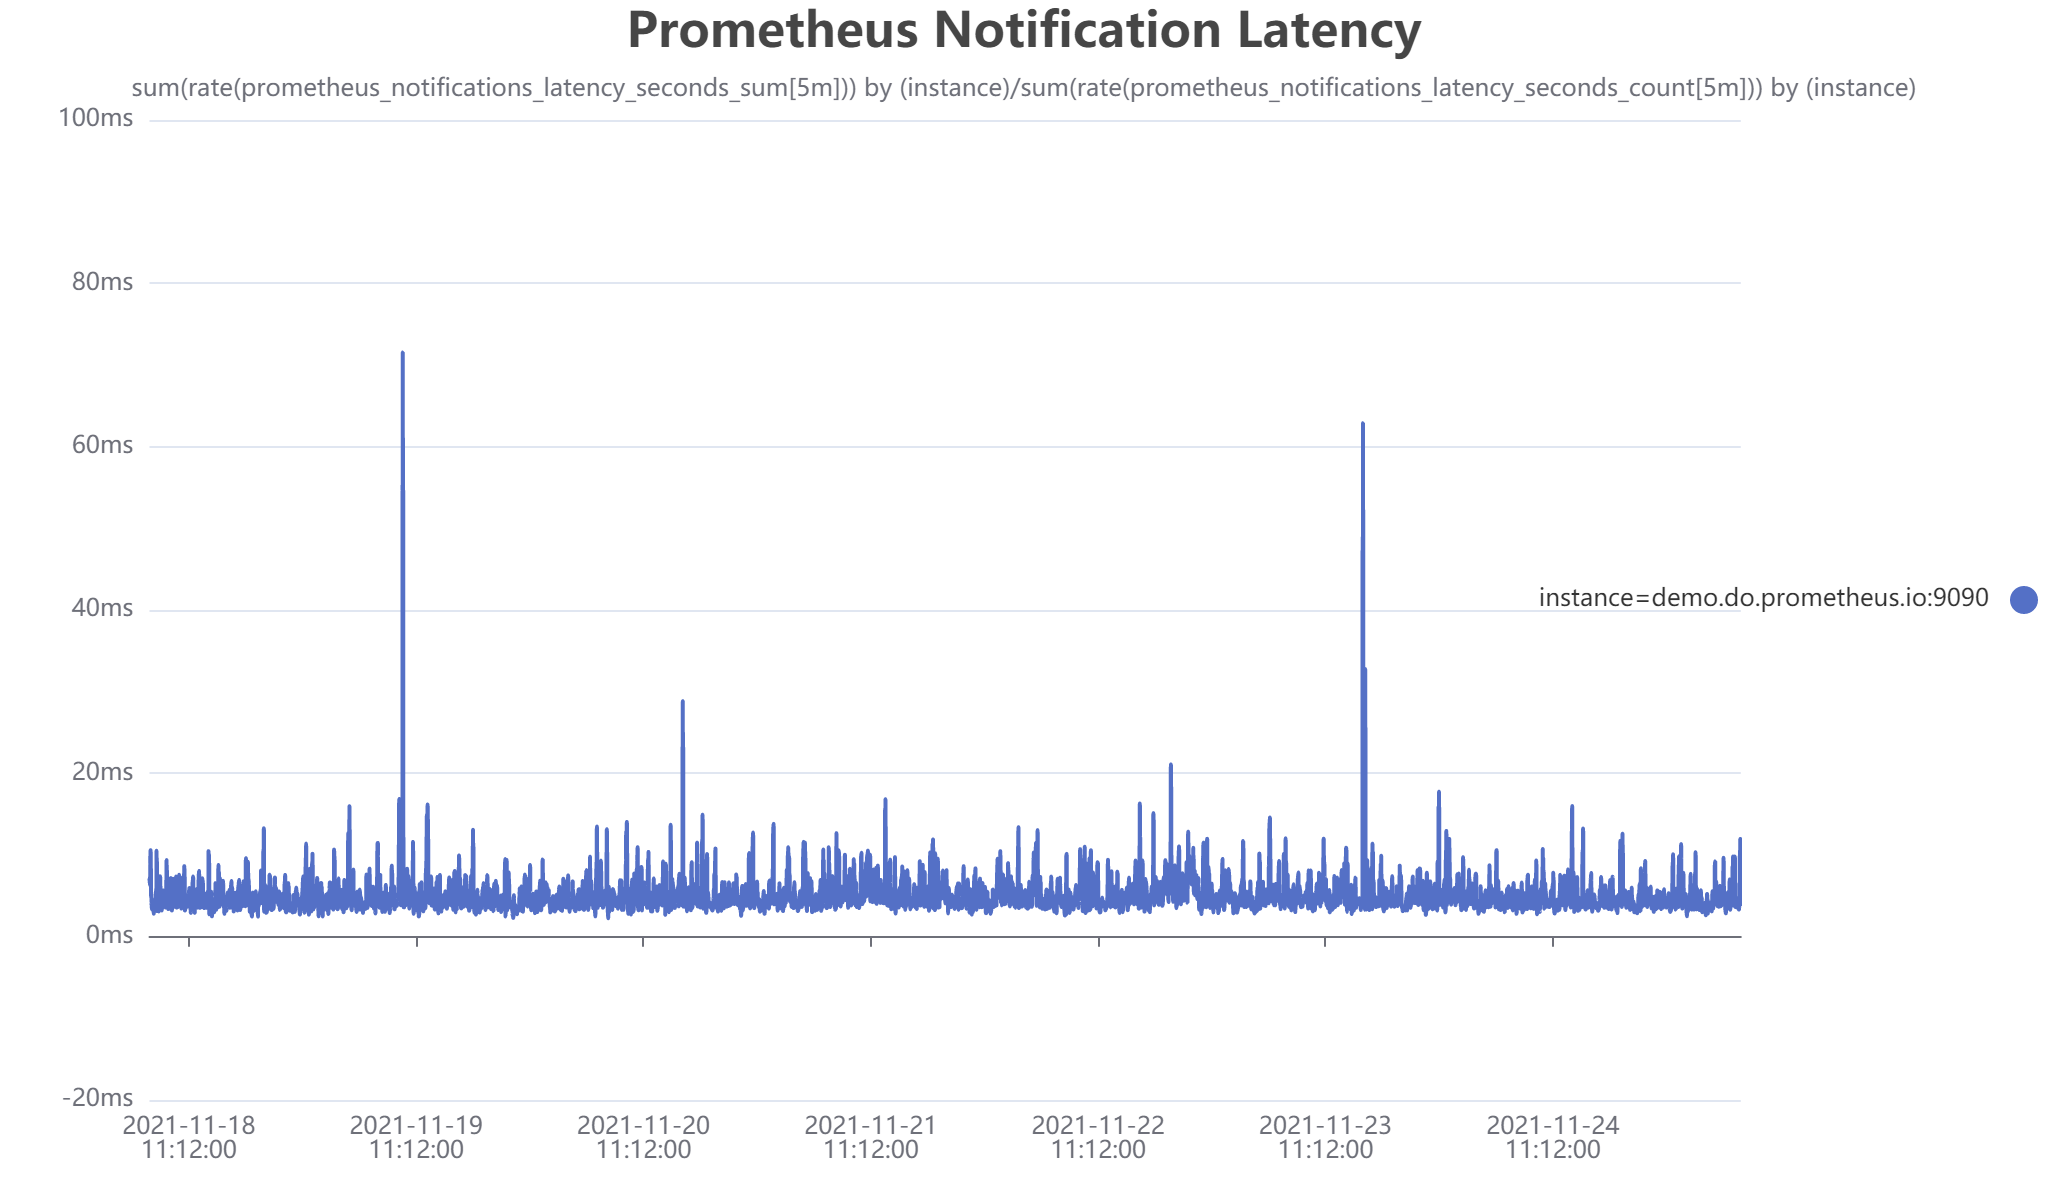 Prometheus Notification Latency
sum(rate(prometheus_notifications_latency_seconds_sum[5m])) by (instance)/sum(rate(prometheus_notifications_latency_seconds_count[5m])) by (instance)
100ms
80ms
60ms
40ms
20ms
0ms
-20ms
instance=demo.do.prometheus.io:9090
2021-11-18
11:12:00
2021-11-19
11:12:00
2021-11-20
11:12:00
2021-11-21
11:12:00
2021-11-22
11:12:00
2021-11-23
11:12:00
2021-11-24
11:12:00